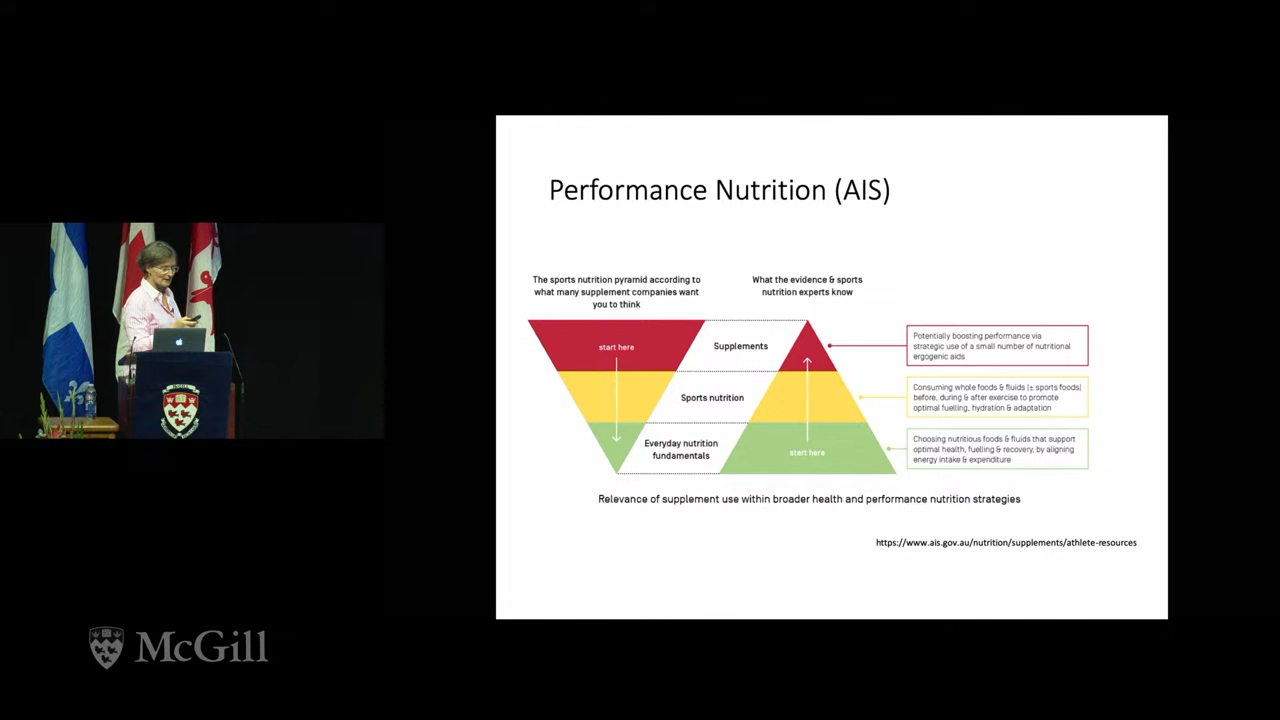 Performance Nutrition (AIS)
The sports nutrition pyramid according to
what many supplement companies want
you to think
What the evidence & sports
nutrition experts know
start here
Supplements
Potentially boosting performance via
strategic use of a small number of nutritional
ergogenic aids
Sports nutrition
Consuming whole foods & fluids (± sports foods)
before, during & after exercise to promote
optimal fuelling, hydration & adaptation
Everyday nutrition
fundamentals
start here
Choosing nutritious foods & fluids that support
optimal health, fuelling & recovery, by aligning
energy intake & expenditure
Relevance of supplement use within broader health and performance nutrition strategies
https://www.ais.gov.au/nutrition/supplements/athlete-resources
McGILL
McGill